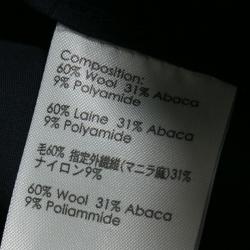 Composition:
60% Wool 31% Abaca
9% Polyamide
60% Laine 31% Abaca
9% Polyamide
毛60% 指定外繊維(マニラ麻)31%
ナイロン9%
60% Wool 31% Abaca
9% Poliammide